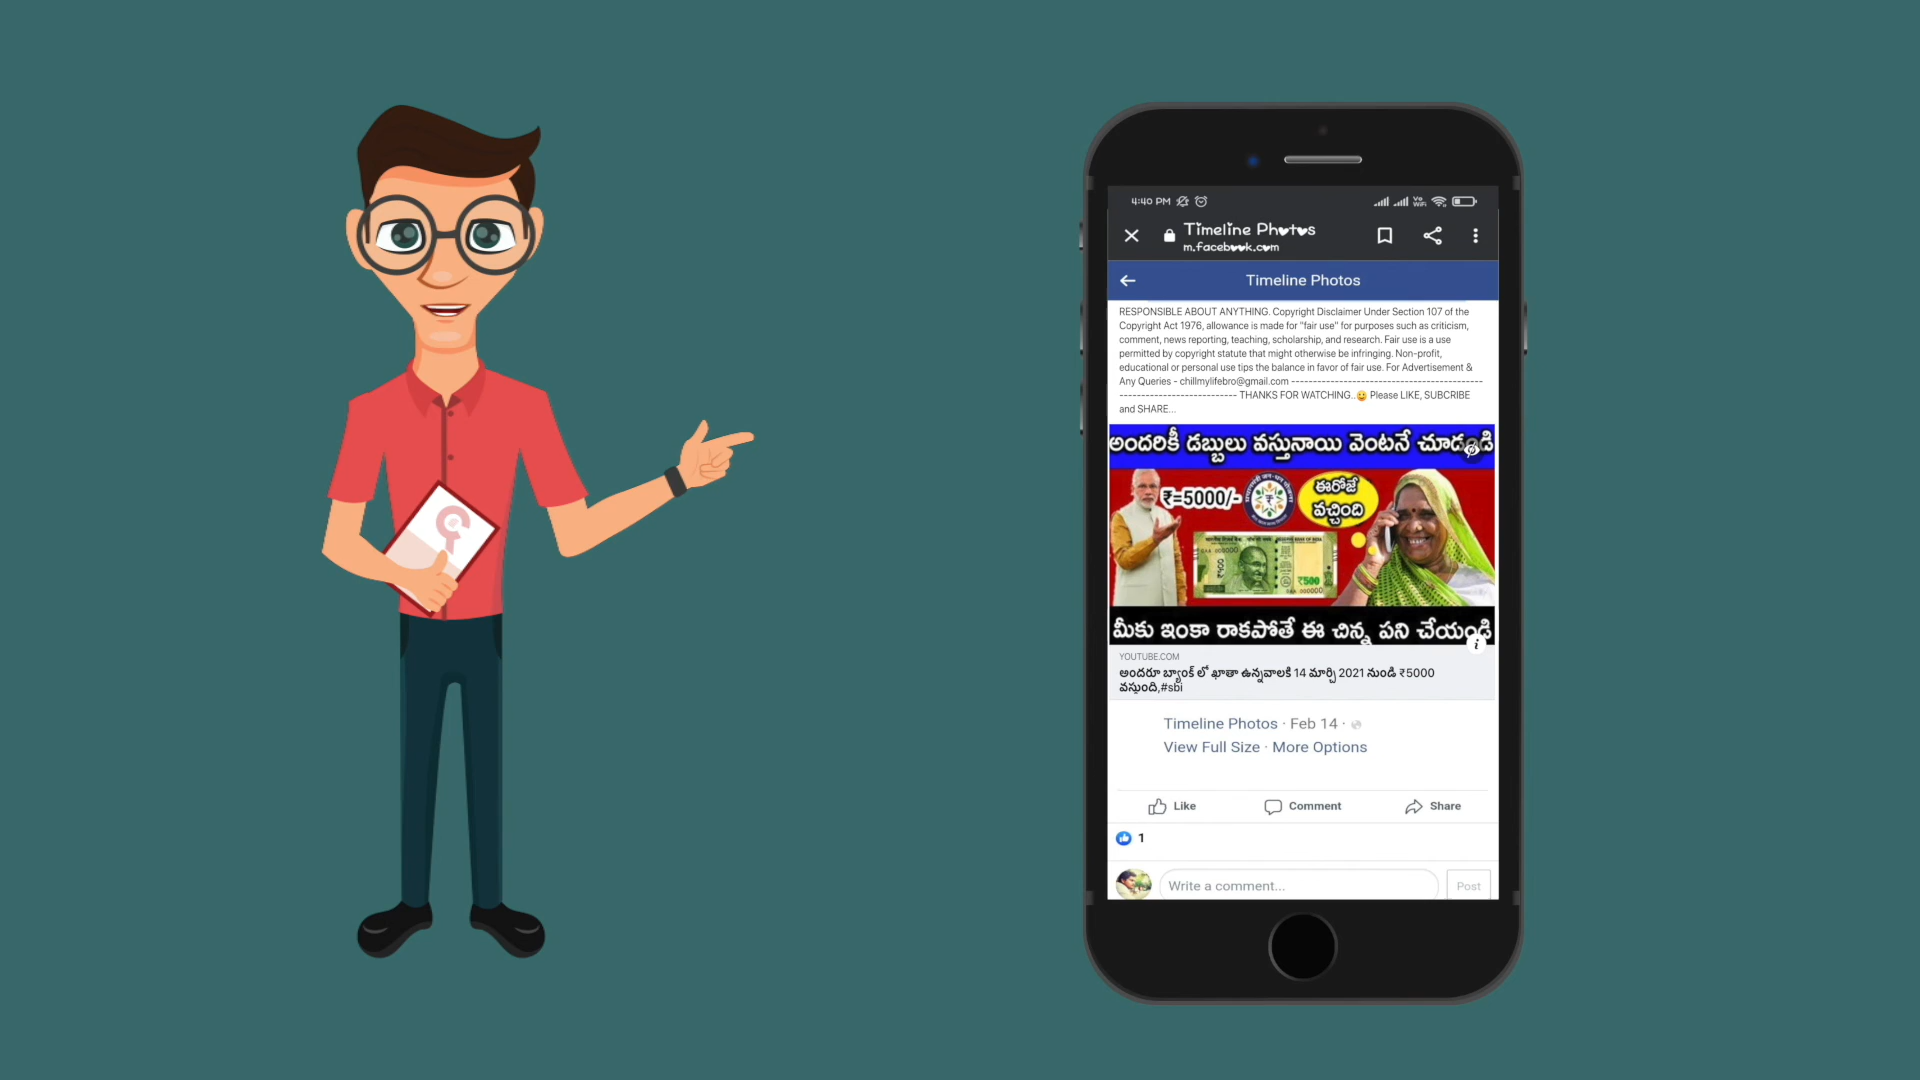 4:40 PM
Timeline Photos
m.facebook.com
Timeline Photos
RESPONSIBLE ABOUT ANYTHING. Copyright Disclaimer Under Section 107 of the
Copyright Act 1976, allowance is made for "fair use" for purposes such as criticism,
comment, news reporting, teaching, scholarship, and research. Fair use is a use
permitted by copyright statute that might otherwise be infringing. Non-profit,
educational or personal use tips the balance in favor of fair use. For Advertisement &
Any Queries - chillmylifebro@gmail.com --------------------------------------------
--------------------------- THANKS FOR WATCHING..🙂 Please LIKE, SUBCRIBE
and SHARE...
అందరికీ డబ్బులు వస్తునాయి వెంటనే చూడండి
₹=5000/-
ఈరోజే
వచ్చింది
RESERVE BANK OF INDIA
₹500
మీకు ఇంకా రాకపోతే ఈ చిన్న పని చేయండి
YOUTUBE.COM
అందరూ బ్యాంక్ లో ఖాతా ఉన్నవాలకి 14 మార్చి 2021 నుండి ₹5000
వస్తుంది,#sbi
Timeline Photos · Feb 14 ·
View Full Size · More Options
Like
Comment
Share
1
Write a comment...
Post